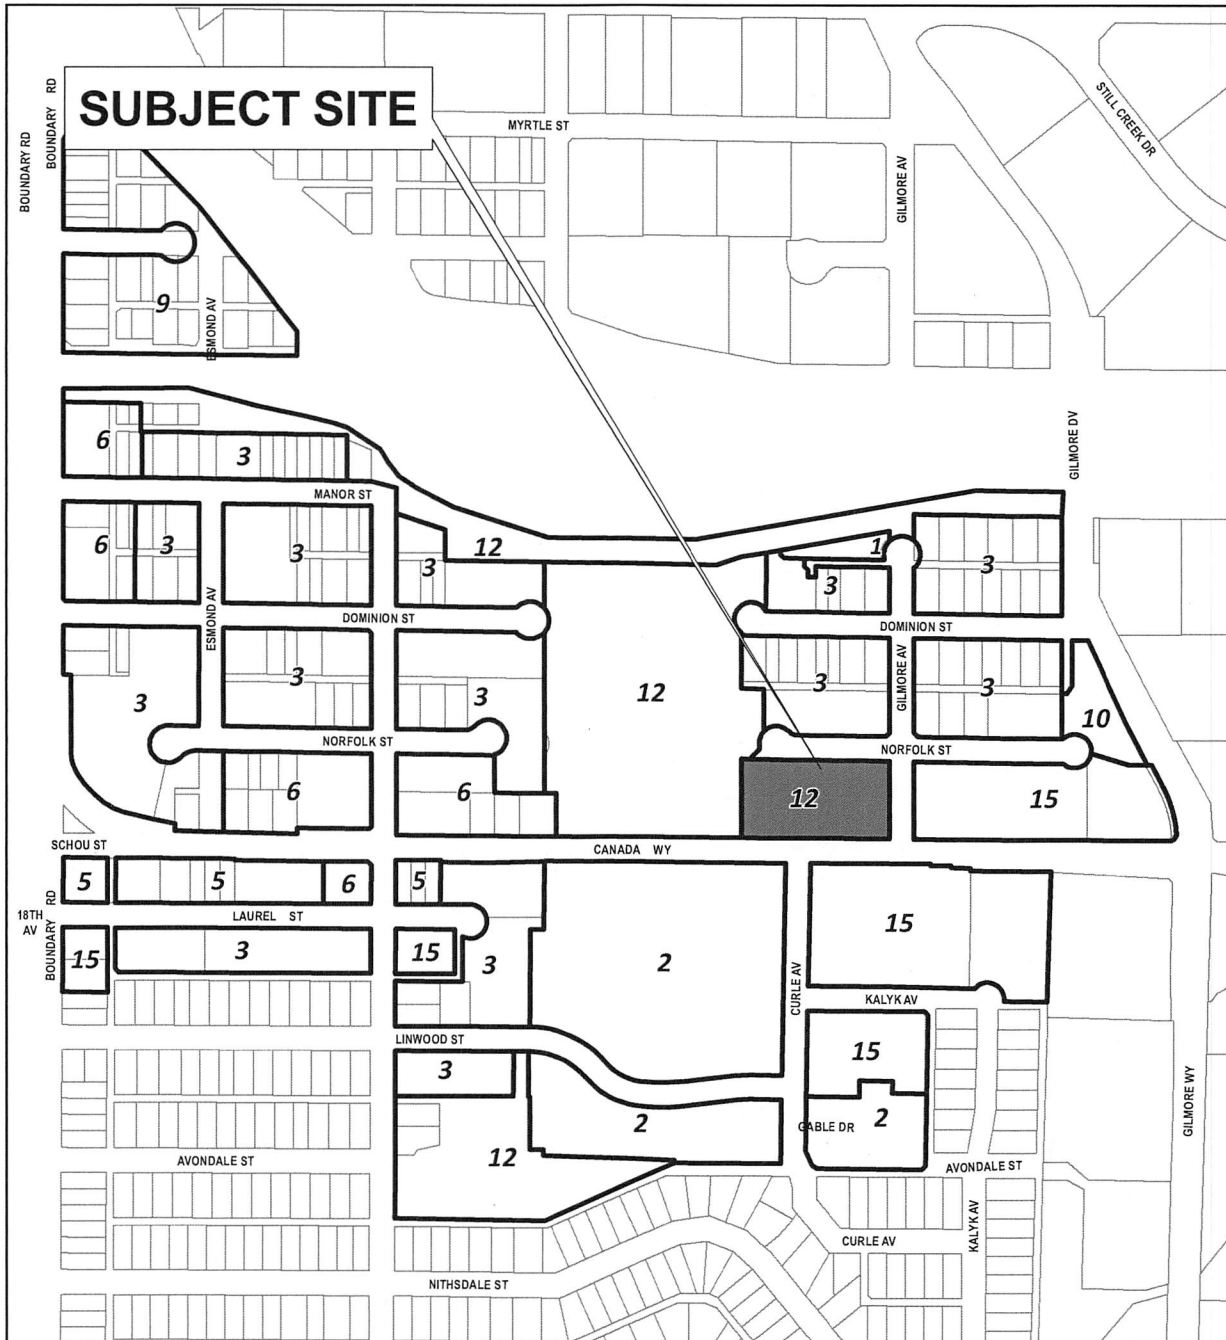 SUBJECT SITE
BOUNDARY RD
BOUNDARY RD
MYRTLE ST
STILL CREEK DR
GILMORE AV
9
ESMOND AV
GILMORE DV
6
3
MANOR ST
6
3
3
3
12
1
3
3
ESMOND AV
DOMINION ST
DOMINION ST
3
3
3
12
3
GILMORE AV
3
10
NORFOLK ST
NORFOLK ST
6
6
12
15
SCHOU ST
CANADA WY
5
5
6
5
18TH AV
BOUNDARY RD
LAUREL ST
15
3
15
3
2
15
CURLE AV
KALYK AV
LINWOOD ST
3
15
2
GABLE DR
2
GILMORE WY
AVONDALE ST
12
AVONDALE ST
KALYK AV
CURLE AV
NITHSDALE ST